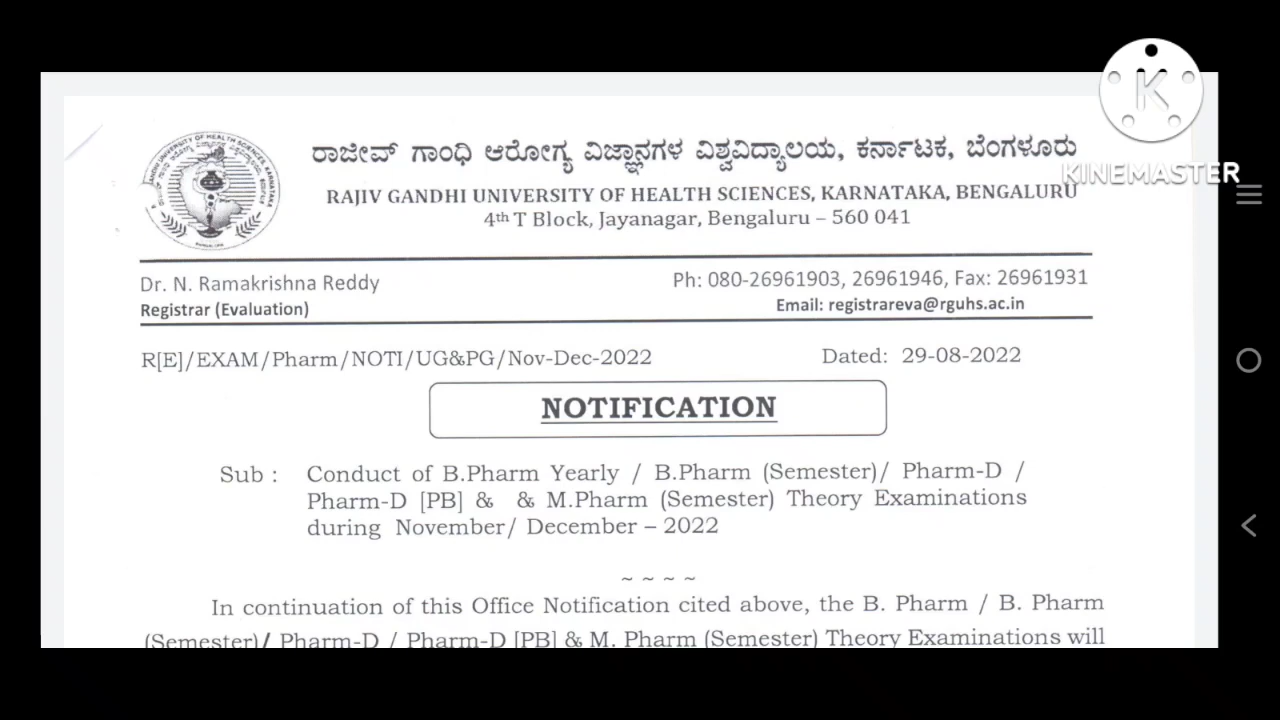 K
KINEMASTER
ರಾಜೀವ್ ಗಾಂಧಿ ಆರೋಗ್ಯ ವಿಜ್ಞಾನಗಳ ವಿಶ್ವವಿದ್ಯಾಲಯ, ಕರ್ನಾಟಕ, ಬೆಂಗಳೂರು
RAJIV GANDHI UNIVERSITY OF HEALTH SCIENCES, KARNATAKA, BENGALURU
4th T Block, Jayanagar, Bengaluru – 560 041
Dr. N. Ramakrishna Reddy
Ph: 080-26961903, 26961946, Fax: 26961931
Registrar (Evaluation)
Email: registrareva@rguhs.ac.in
R[E]/EXAM/Pharm/NOTI/UG&PG/Nov-Dec-2022
Dated: 29-08-2022
NOTIFICATION
Sub : Conduct of B.Pharm Yearly / B.Pharm (Semester)/ Pharm-D /
Pharm-D [PB] & & M.Pharm (Semester) Theory Examinations
during November/ December – 2022
~ ~ ~ ~
In continuation of this Office Notification cited above, the B. Pharm / B. Pharm
(Semester)/ Pharm-D / Pharm-D [PB] & M. Pharm (Semester) Theory Examinations will